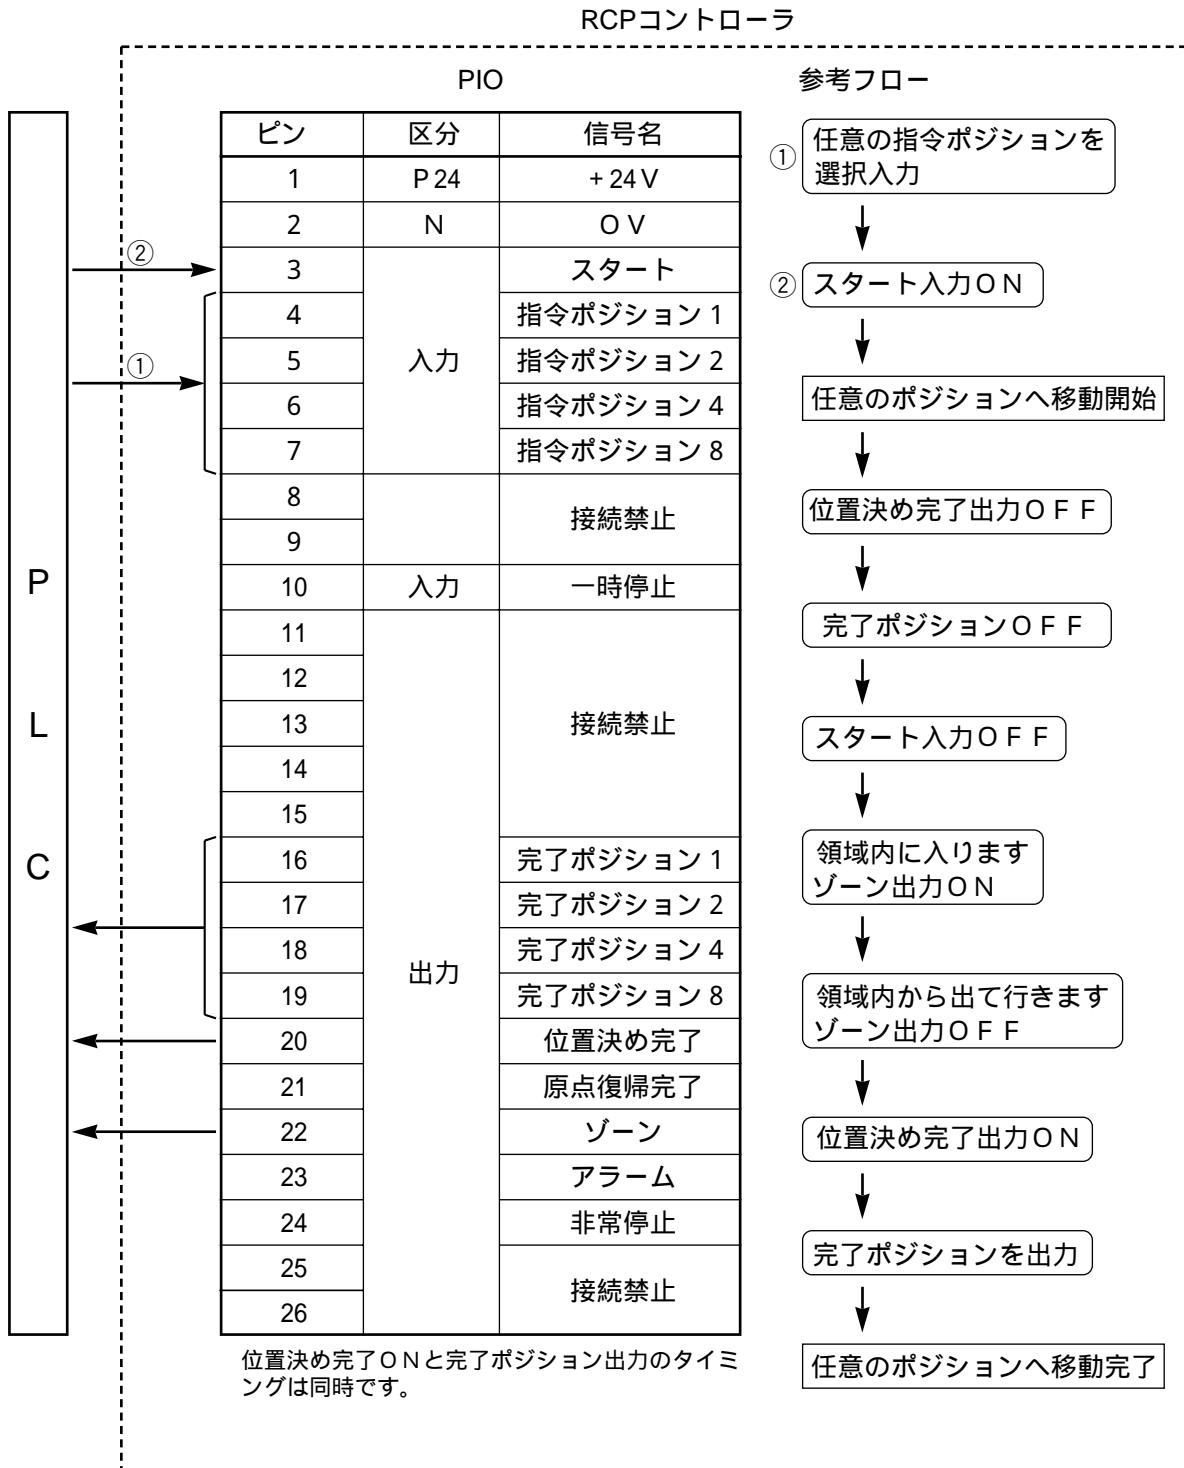 RCPコントローラ
PIO
参考フロー
P
L
C
ピン 区分 信号名
1 P24 +24V
2 N 0V
② 3 スタート
4 指令ポジション1
① 5 入力 指令ポジション2
6 指令ポジション4
7 指令ポジション8
8
接続禁止
9
10 入力 一時停止
11
12
13 接続禁止
14
15
16 完了ポジション1
17 完了ポジション2
18 出力 完了ポジション4
19 完了ポジション8
20 位置決め完了
21 原点復帰完了
22 ゾーン
23 アラーム
24 非常停止
25
接続禁止
26
位置決め完了ONと完了ポジション出力のタイミ
ングは同時です。
① 任意の指令ポジションを
選択入力
② スタート入力ON
任意のポジションへ移動開始
位置決め完了出力OFF
完了ポジションOFF
スタート入力OFF
領域内に入ります
ゾーン出力ON
領域内から出て行きます
ゾーン出力OFF
位置決め完了出力ON
完了ポジションを出力
任意のポジションへ移動完了